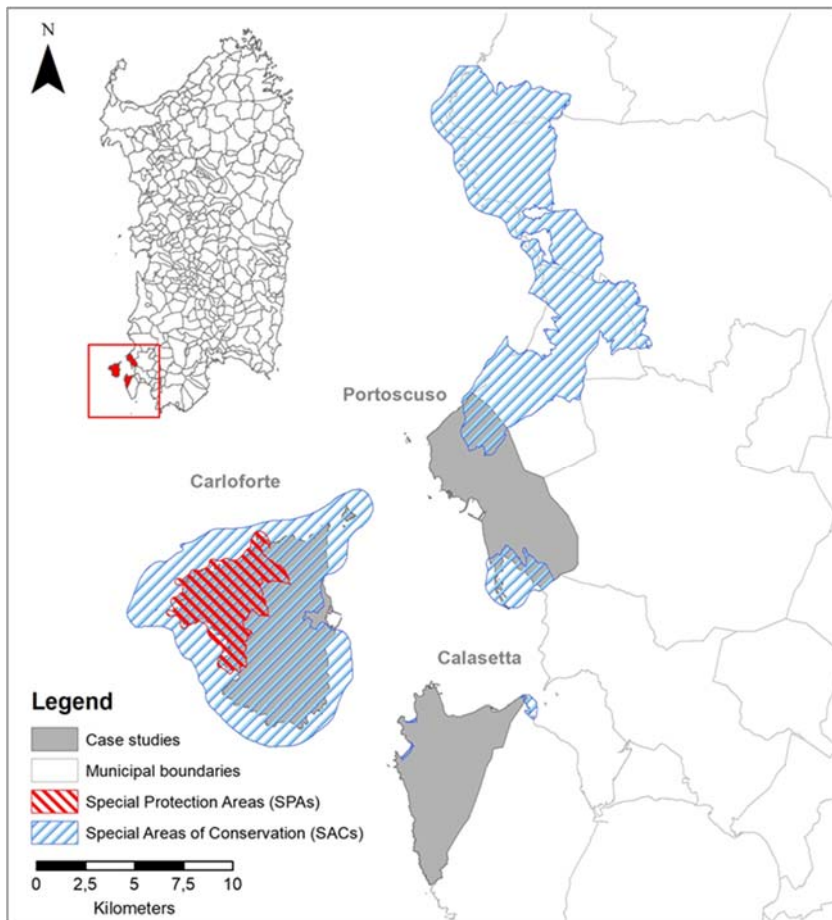 N
Portoscuso
Carloforte
Calasetta
Legend
Case studies
Municipal boundaries
Special Protection Areas (SPAs)
Special Areas of Conservation (SACs)
0 2,5 5 7,5 10
Kilometers